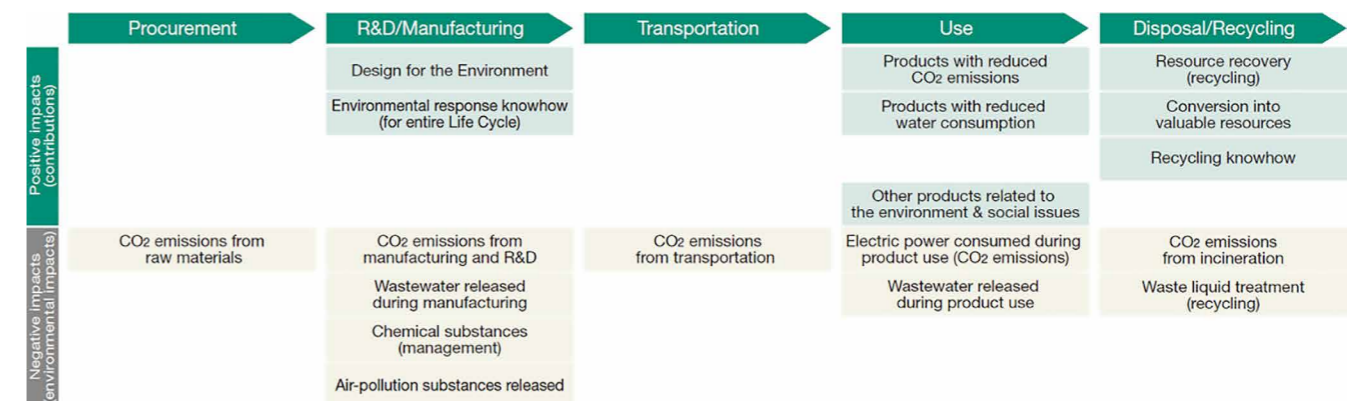 Procurement
R&D/Manufacturing
Transportation
Use
Disposal/Recycling
Positive impacts
(contributions)
Design for the Environment
Environmental response knowhow
(for entire Life Cycle)
Products with reduced
CO2 emissions
Products with reduced
water consumption
Other products related to
the environment & social issues
Resource recovery
(recycling)
Conversion into
valuable resources
Recycling knowhow
Negative impacts
(environmental impacts)
CO2 emissions from
raw materials
CO2 emissions from
manufacturing and R&D
Wastewater released
during manufacturing
Chemical substances
(management)
Air-pollution substances released
CO2 emissions
from transportation
Electric power consumed during
product use (CO2 emissions)
Wastewater released
during product use
CO2 emissions
from incineration
Waste liquid treatment
(recycling)